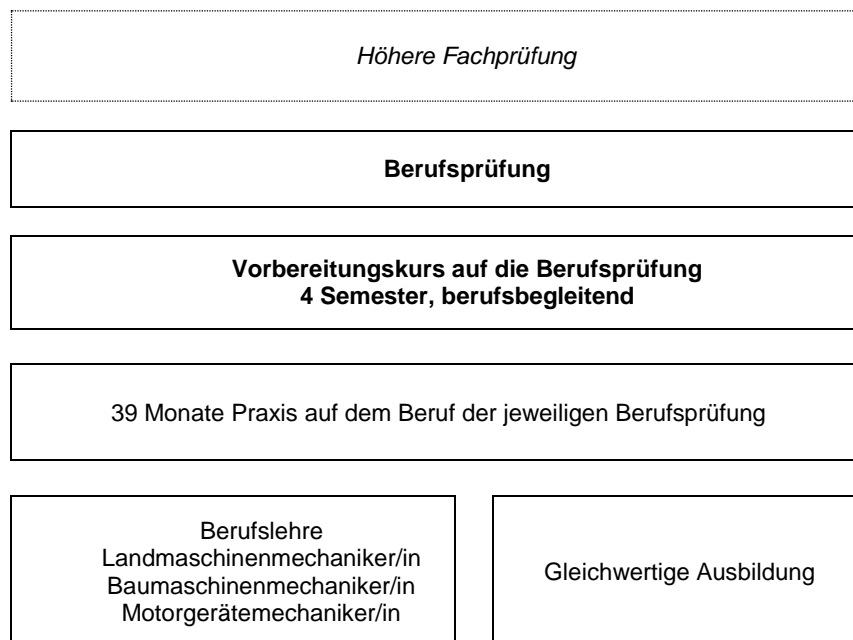 Höhere Fachprüfung
Berufsprüfung
Vorbereitungskurs auf die Berufsprüfung
4 Semester, berufsbegleitend
39 Monate Praxis auf dem Beruf der jeweiligen Berufsprüfung
Berufslehre
Landmaschinenmechaniker/in
Baumaschinenmechaniker/in
Motorgerätemechaniker/in
Gleichwertige Ausbildung